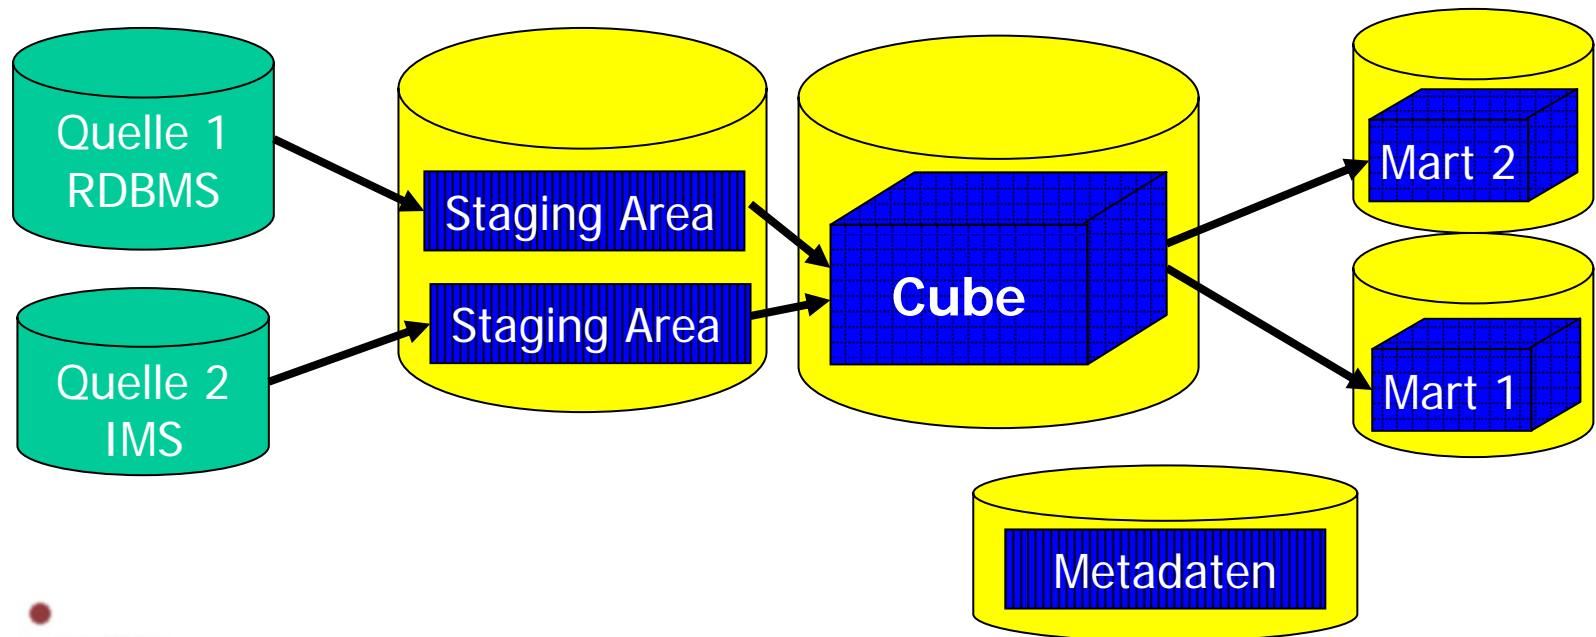 Quelle 1
RDBMS
Quelle 2
IMS
Staging Area
Staging Area
Cube
Mart 2
Mart 1
Metadaten